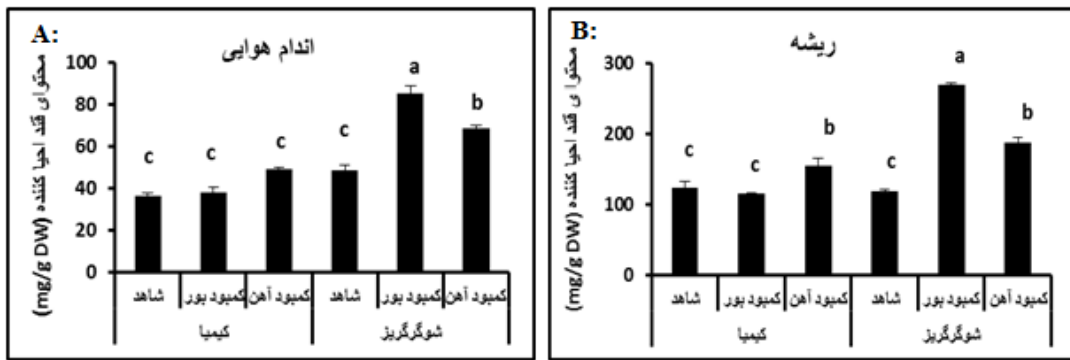 A:
اندام هوایی
محتوای قند احیا کننده (mg/g DW)
100
80
60
40
20
0
c c c c a b
شاهد کمبود بور کمبود آهن شاهد کمبود بور کمبود آهن
کیمیا شوگرگریز
B:
ریشه
محتوا ی قند احیا کننده (mg/g DW)
300
200
100
0
c c b c a b
شاهد کمبود بور کمبود آهن شاهد کمبود بور کمبود آهن
کیمیا شوگرگریز